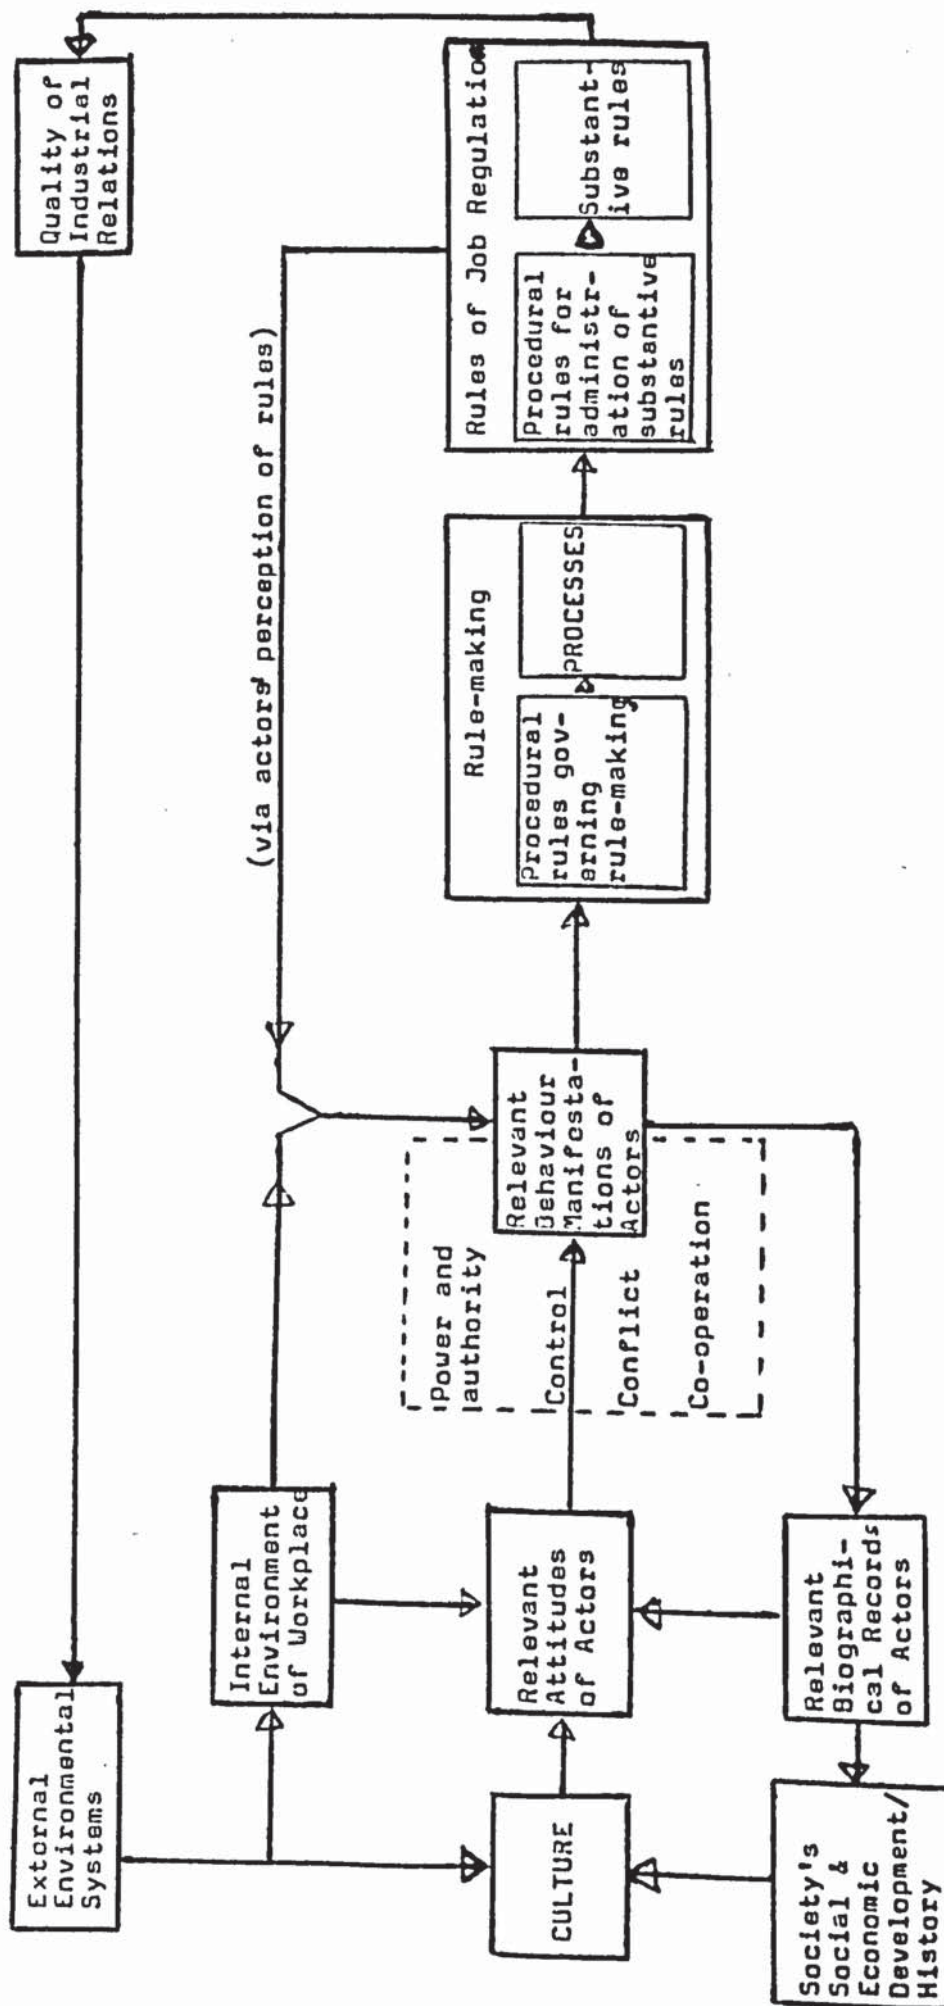 External
Environmental
Systems
Quality of
Industrial
Relations
Internal
Environment
of Workplace
(via actors' perception of rules)
CULTURE
Relevant
Attitudes
of Actors
Power and
authority
Control
Conflict
Co-operation
Relevant
Behaviour
Manifesta-
tions of
Actors
Rule-making
Procedural
rules gov-
erning
rule-making
PROCESSES
Rules of Job Regulation
Procedural
rules for
administr-
ation of
substantive
rules
Substant-
ive rules
Society's
Social &
Economic
Development/
History
Relevant
Biographi-
cal Records
of Actors